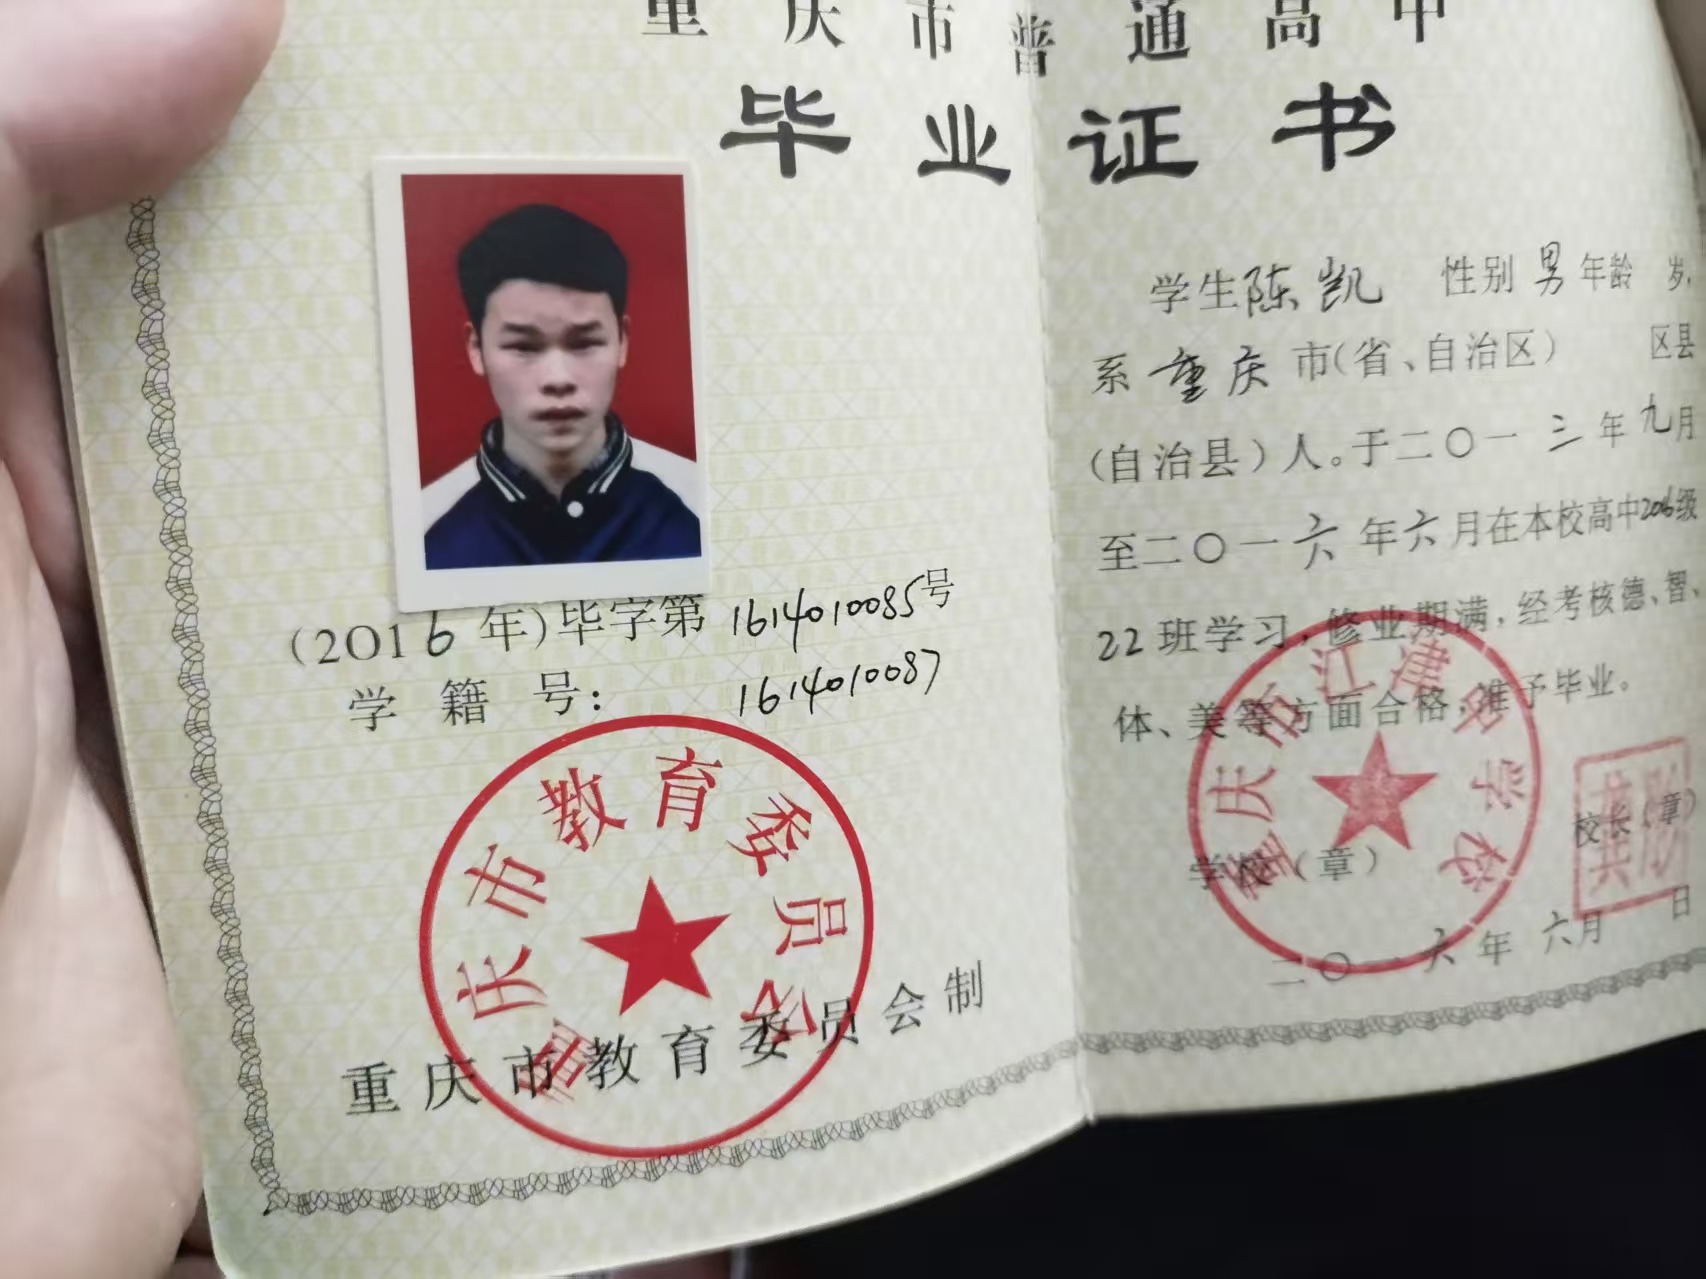 重庆市普通高中
毕业证书
(2016年)毕字第1614010085号
学籍号:1614010087
重庆市教育委员会
重庆市教育委员会制
学生陈凯 性别男年龄 岁,
系重庆市(省、自治区) 区县
(自治县)人。于二〇一三年九月
至二〇一六年六月在本校高中2016级
22班学习,修业期满,经考核德、智、
体、美等方面合格,准予毕业。
重庆市江津 学校
学校(章)
校长(章)
二〇一六年六月 日